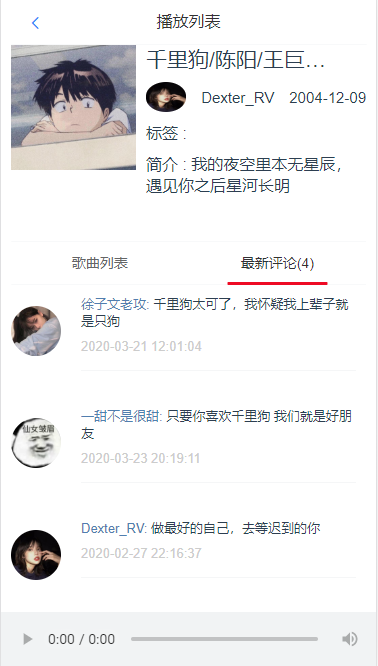 播放列表
千里狗/陈阳/王巨…
Dexter_RV 2004-12-09
标签 :
简介 : 我的夜空里本无星辰，
遇见你之后星河长明
歌曲列表 最新评论(4)
徐子文老攻: 千里狗太可了，我怀疑我上辈子就
是只狗
2020-03-21 12:01:04
仙女皱眉
一甜不是很甜: 只要你喜欢千里狗 我们就是好朋
友
2020-03-23 20:19:11
Dexter_RV: 做最好的自己，去等迟到的你
2020-02-27 22:16:37
0:00 / 0:00